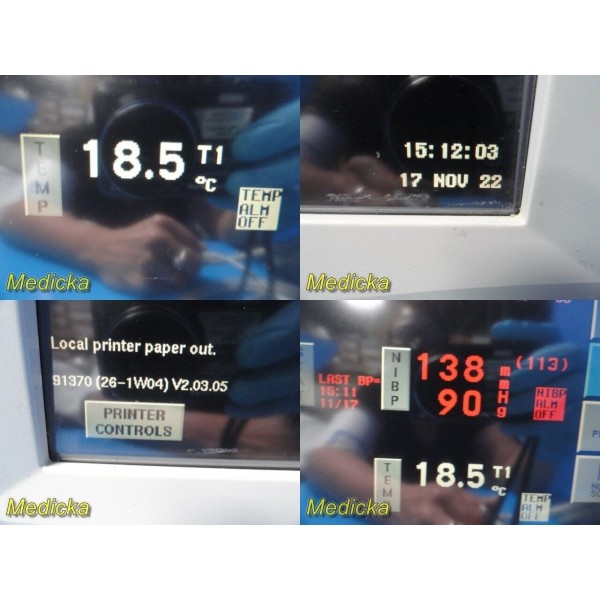 TEMP
18.5 T1
°C
TEMP
ALM
OFF
Medicka
15:12:03
17 NOV 22
Medicka
Local printer paper out.
91370 (26-1W04) V2.03.05
PRINTER
CONTROLS
Medicka
LAST BP=
15:11
11/17
NIBP
138
90
mmHg
(113)
NIBP
ALM
OFF
TEM
18.5 T1
°C
TEMP
ALM
OFF
Medicka